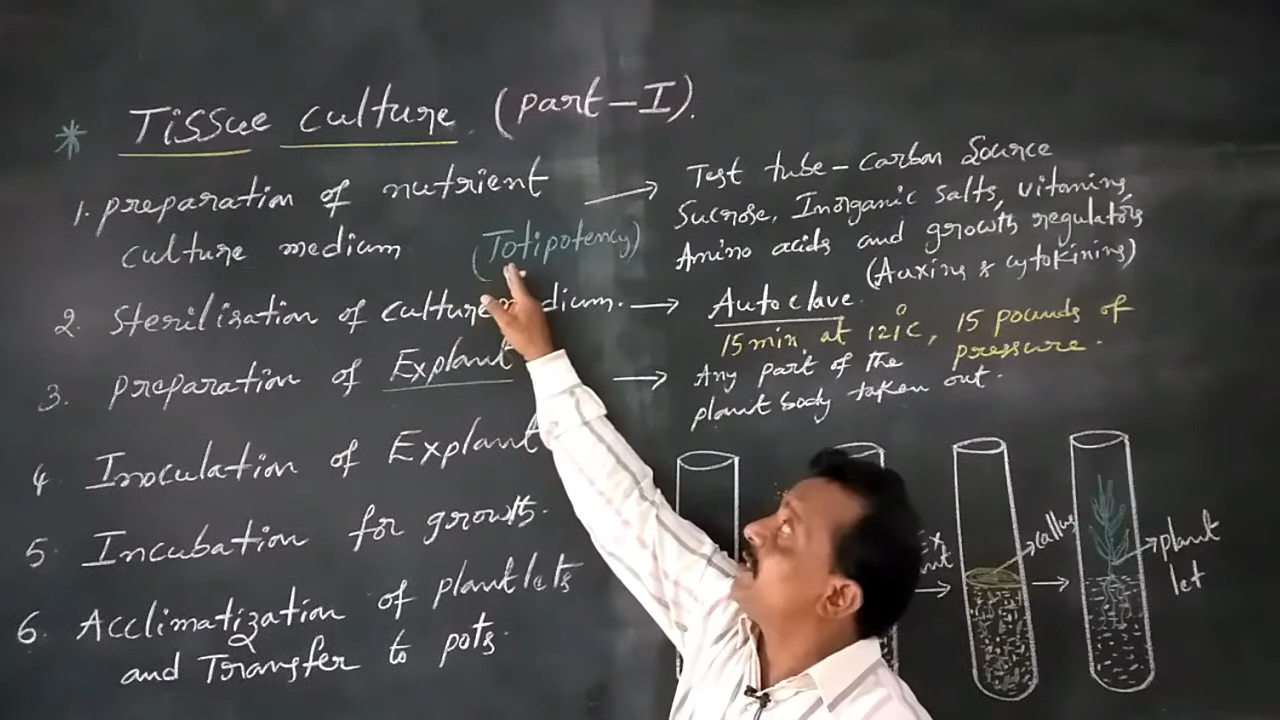 * Tissue culture (part-I).
1. preparation of nutrient
culture medium (Totipotency)
→ Test tube - Carbon Source
Sucrose, Inorganic salts, vitamins,
Amino acids and growth regulators
(Auxins & cytokinins)
2. Sterilisation of culture medium. → Autoclave
15 min, at 121°C, 15 pounds of
pressure.
3. preparation of Explant → Any part of the
plant body taken out.
4 Inoculation of Explant
5. Incubation for growth.
6. Acclimatization of plantlets
and Transfer to pots.
Ex
callus
plant
let